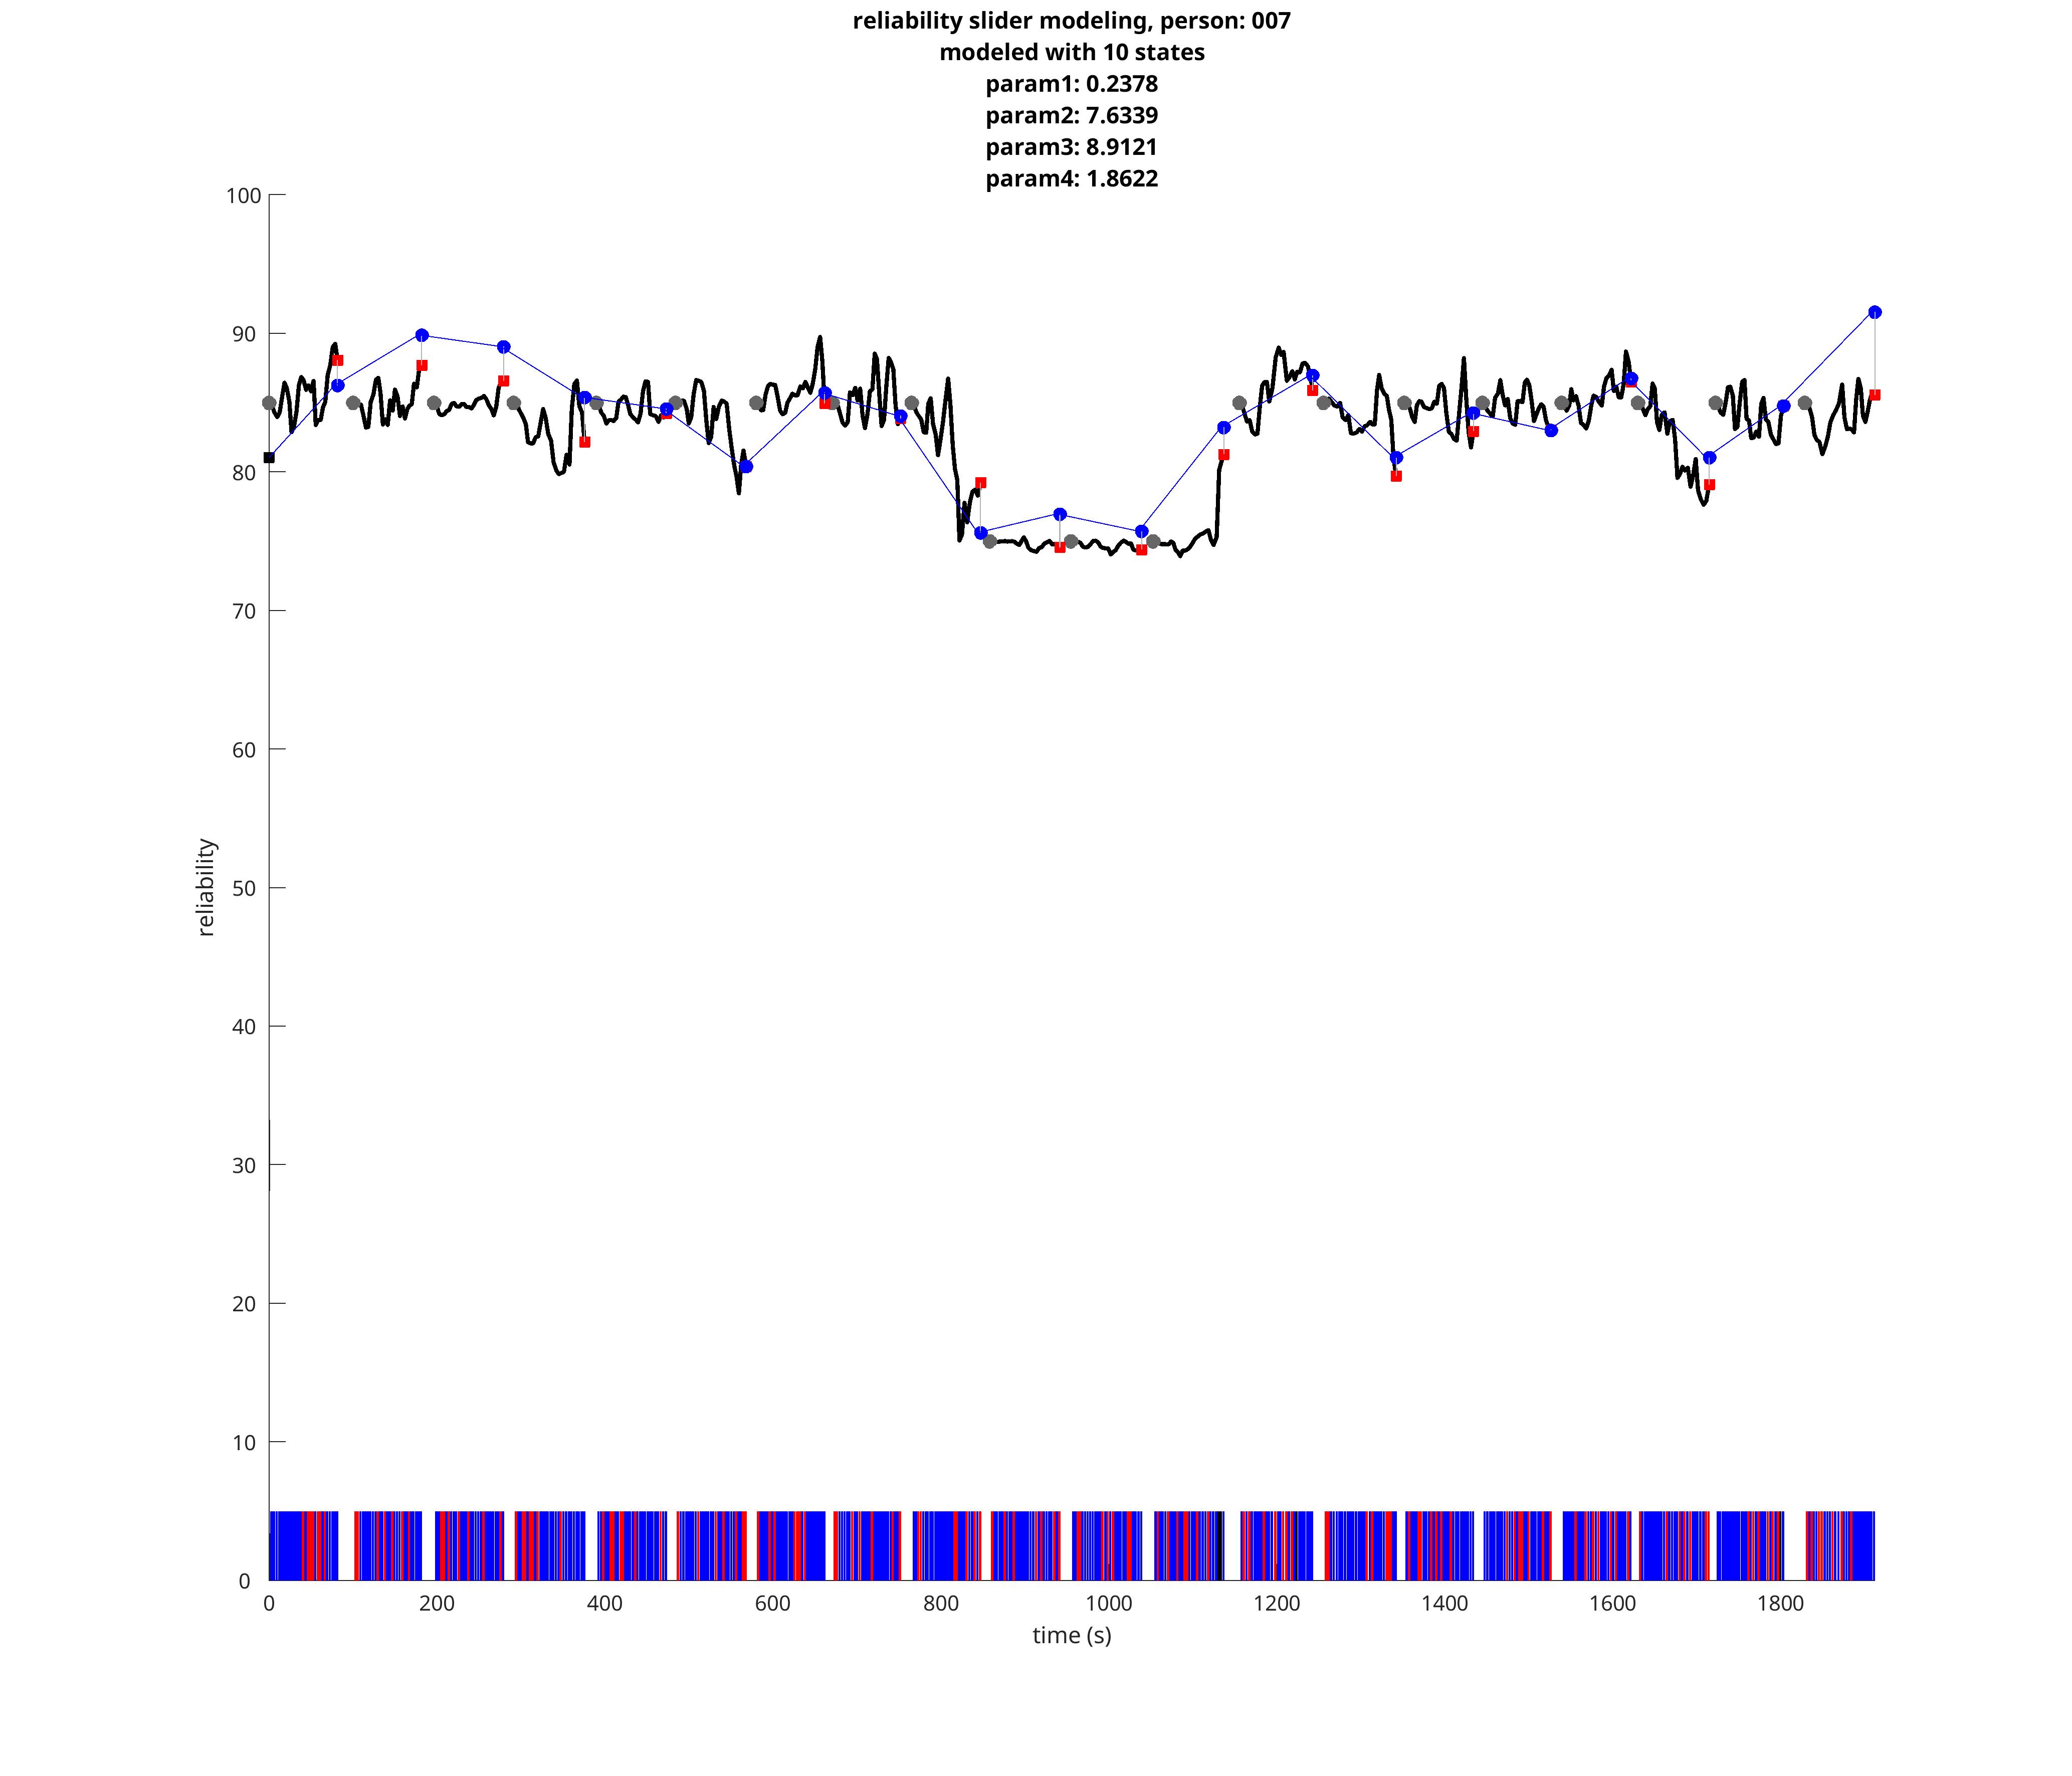 reliability slider modeling, person: 007
modeled with 10 states
param1: 0.2378
param2: 7.6339
param3: 8.9121
param4: 1.8622
100
90
80
70
60
50
40
30
20
10
0
reliability
0 200 400 600 800 1000 1200 1400 1600 1800
time (s)